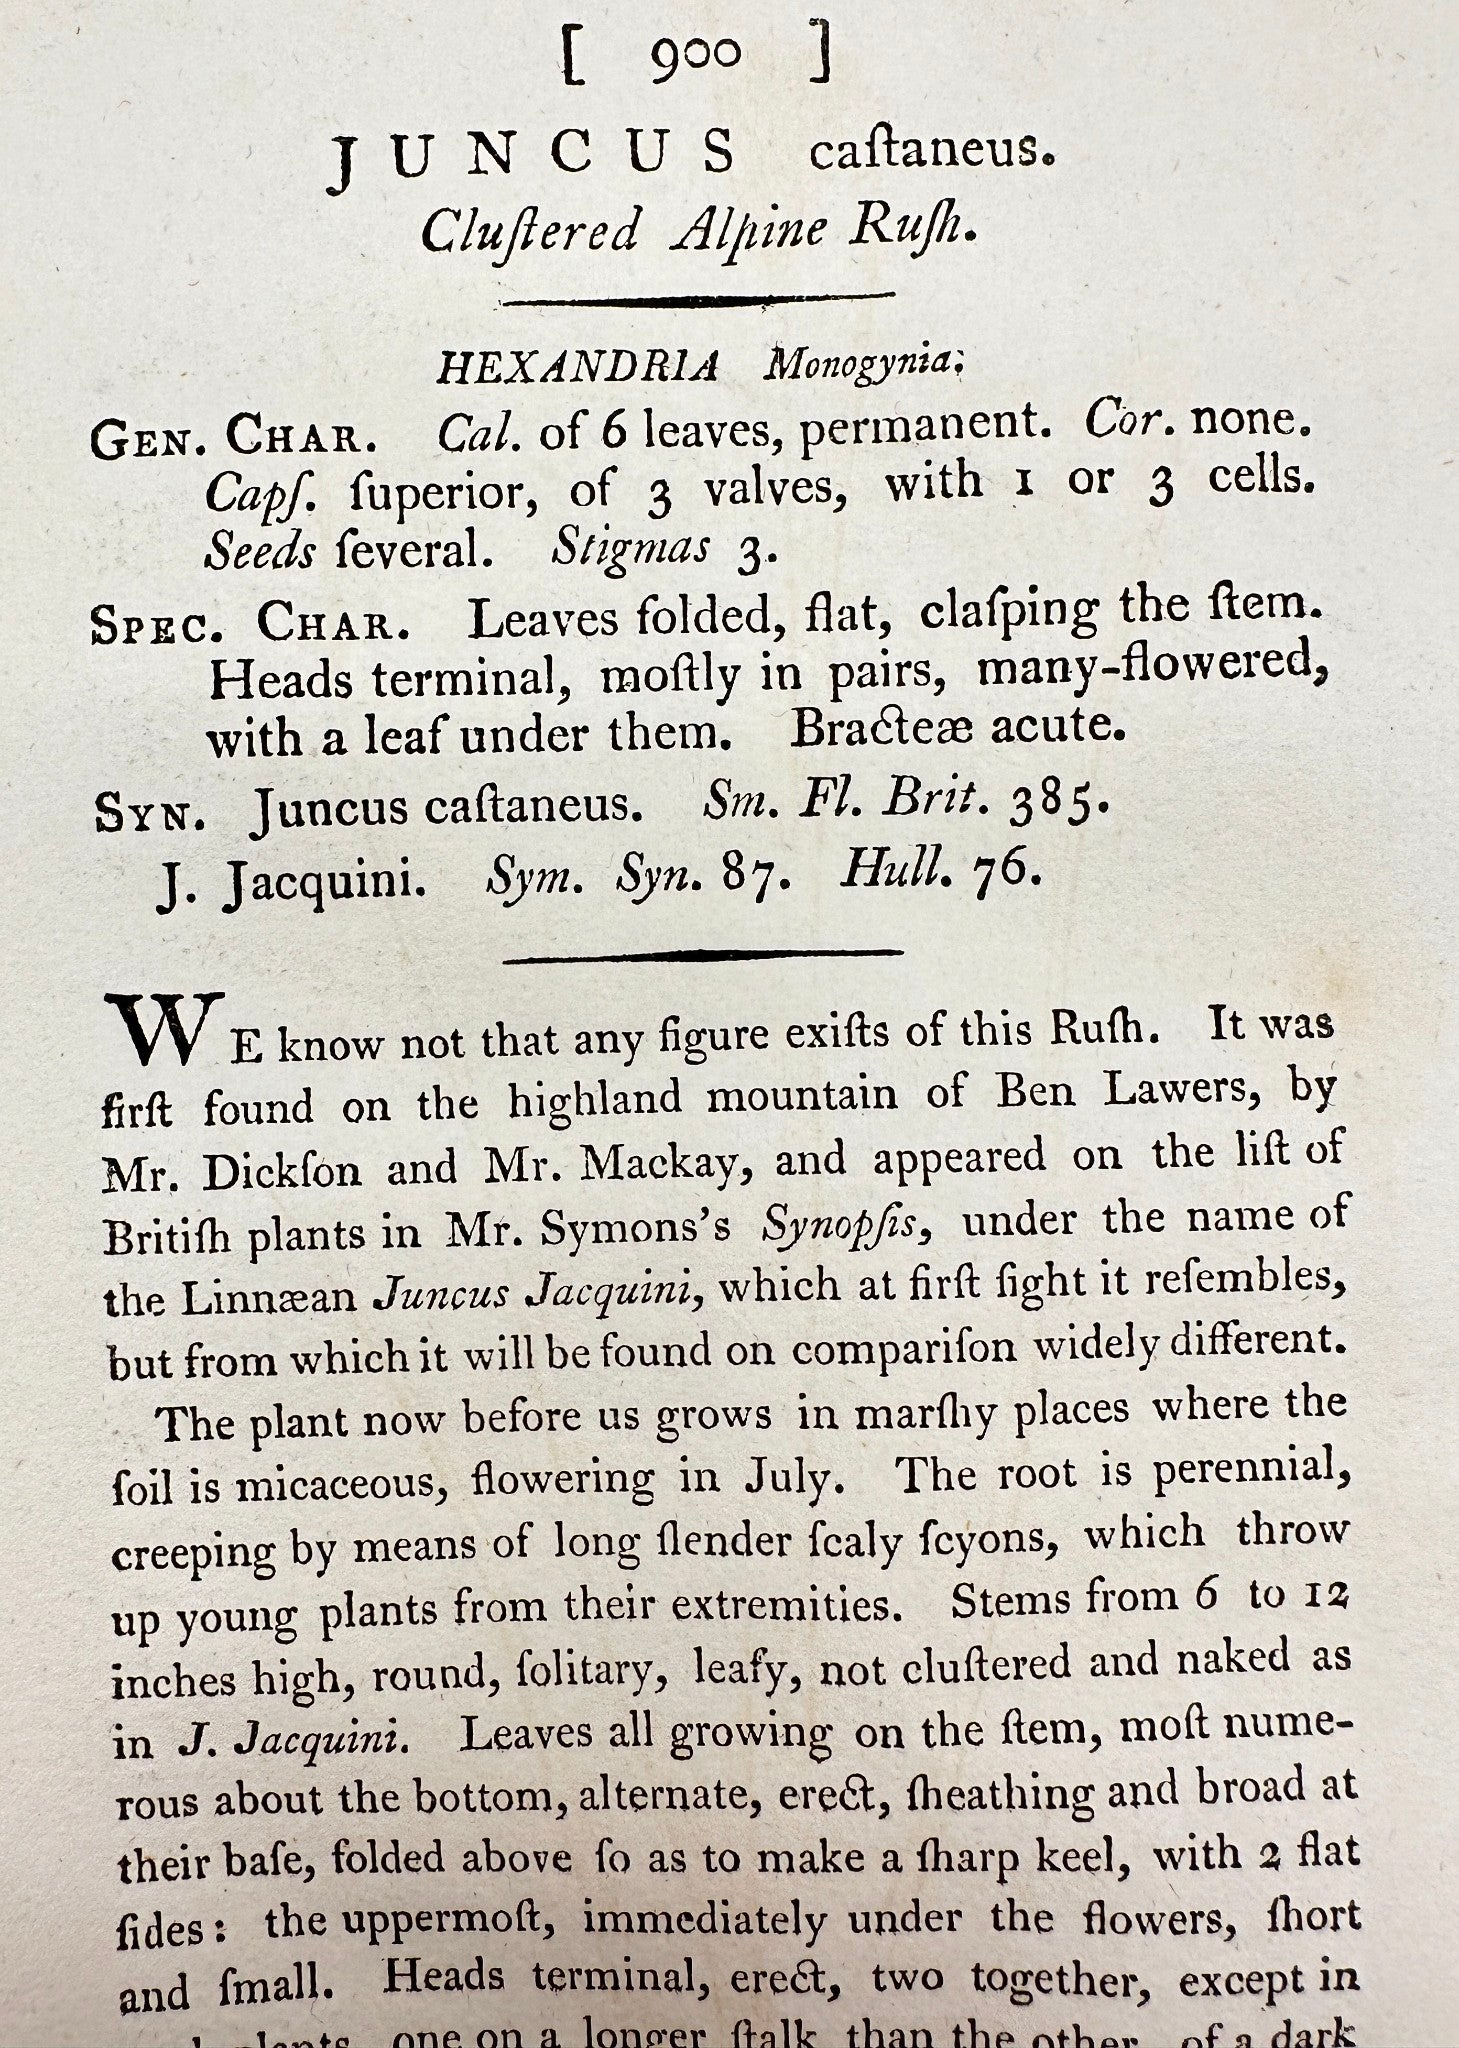 [ 900 ]
JUNCUS caſtaneus.
Cluſtered Alpine Ruſh.
HEXANDRIA Monogynia.
GEN. CHAR. Cal. of 6 leaves, permanent. Cor. none.
Capſ. ſuperior, of 3 valves, with 1 or 3 cells.
Seeds ſeveral. Stigmas 3.
SPEC. CHAR. Leaves folded, flat, claſping the ſtem.
Heads terminal, moſtly in pairs, many-flowered,
with a leaf under them. Bracteæ acute.
SYN. Juncus caſtaneus. Sm. Fl. Brit. 385.
J. Jacquini. Sym. Syn. 87. Hull. 76.
WE know not that any figure exiſts of this Ruſh. It was
firſt found on the highland mountain of Ben Lawers, by
Mr. Dickſon and Mr. Mackay, and appeared on the liſt of
Britiſh plants in Mr. Symons's Synopſis, under the name of
the Linnæan Juncus Jacquini, which at firſt ſight it reſembles,
but from which it will be found on compariſon widely different.
The plant now before us grows in marſhy places where the
ſoil is micaceous, flowering in July. The root is perennial,
creeping by means of long ſlender ſcaly ſcyons, which throw
up young plants from their extremities. Stems from 6 to 12
inches high, round, ſolitary, leafy, not cluſtered and naked as
in J. Jacquini. Leaves all growing on the ſtem, moſt nume-
rous about the bottom, alternate, erect, ſheathing and broad at
their baſe, folded above ſo as to make a ſharp keel, with 2 flat
ſides: the uppermoſt, immediately under the flowers, ſhort
and ſmall. Heads terminal, erect, two together, except in
plants, one on a longer ſtalk than the other, of a dark